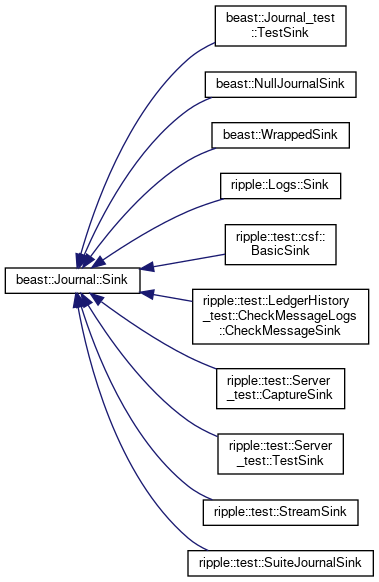 beast::Journal_test
::TestSink
beast::NullJournalSink
beast::WrappedSink
ripple::Logs::Sink
ripple::test::csf::
BasicSink
beast::Journal::Sink
ripple::test::LedgerHistory
_test::CheckMessageLogs
::CheckMessageSink
ripple::test::Server
_test::CaptureSink
ripple::test::Server
_test::TestSink
ripple::test::StreamSink
ripple::test::SuiteJournalSink